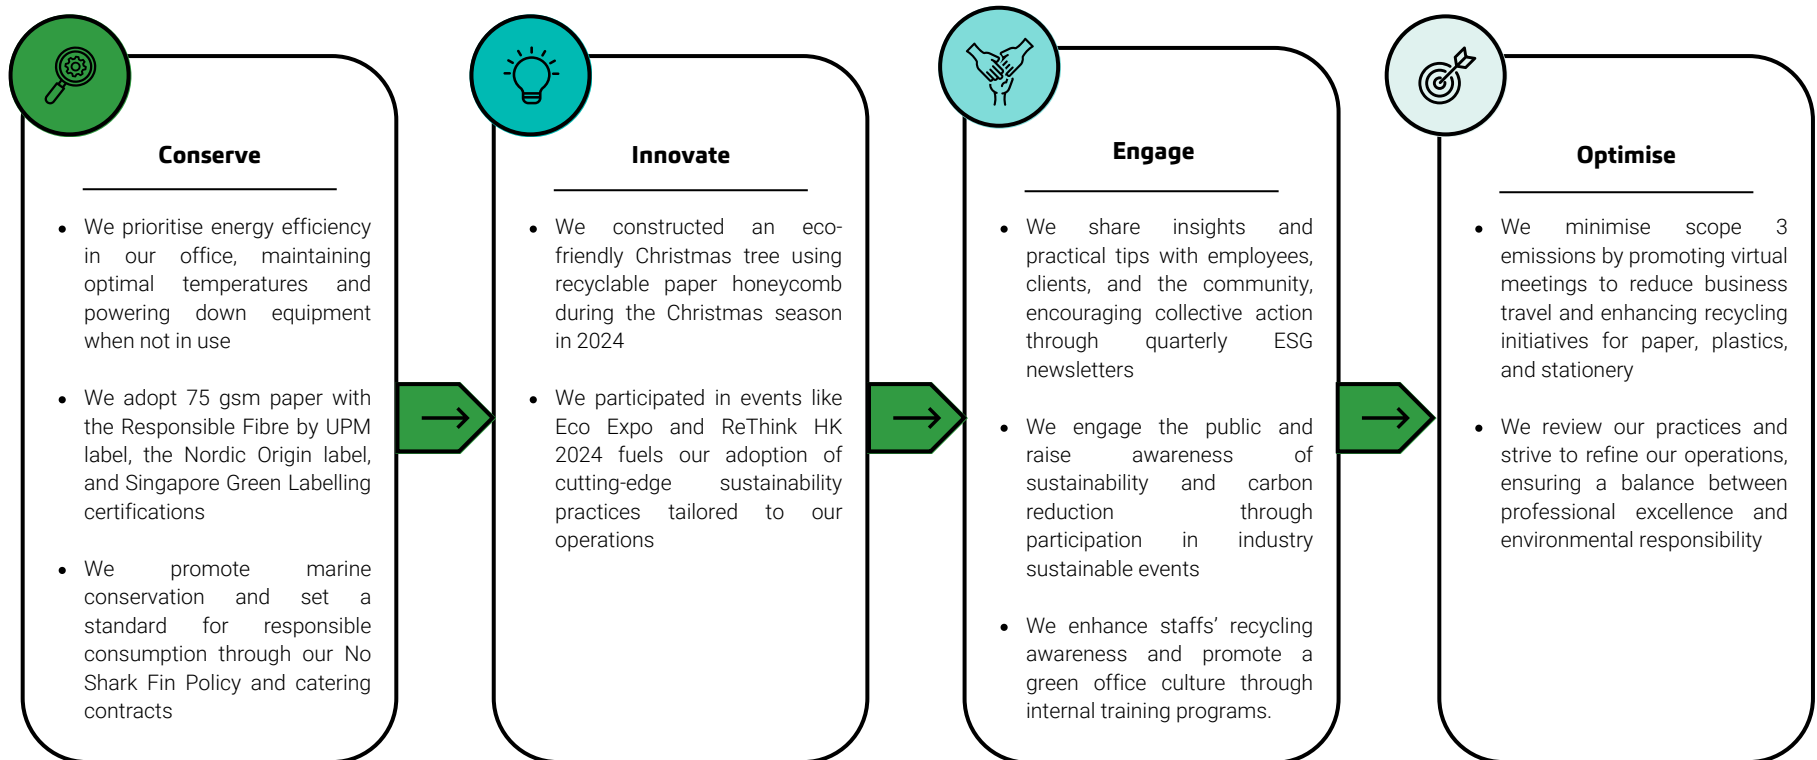 Conserve
We prioritise energy efficiency
in our office, maintaining
optimal temperatures and
powering down equipment
when not in use
We adopt 75 gsm paper with
the Responsible Fibre by UPM
label, the Nordic Origin label,
and Singapore Green Labelling
certifications
We promote marine
conservation and set a
standard for responsible
consumption through our No
Shark Fin Policy and catering
contracts
Innovate
We constructed an eco-
friendly Christmas tree using
recyclable paper honeycomb
during the Christmas season
in 2024
We participated in events like
Eco Expo and ReThink HK
2024 fuels our adoption of
cutting-edge sustainability
practices tailored to our
operations
Engage
We share insights and
practical tips with employees,
clients, and the community,
encouraging collective action
through quarterly ESG
newsletters
We engage the public and
raise awareness of
sustainability and carbon
reduction through
participation in industry
sustainable events
We enhance staffs’ recycling
awareness and promote a
green office culture through
internal training programs.
Optimise
We minimise scope 3
emissions by promoting virtual
meetings to reduce business
travel and enhancing recycling
initiatives for paper, plastics,
and stationery
We review our practices and
strive to refine our operations,
ensuring a balance between
professional excellence and
environmental responsibility